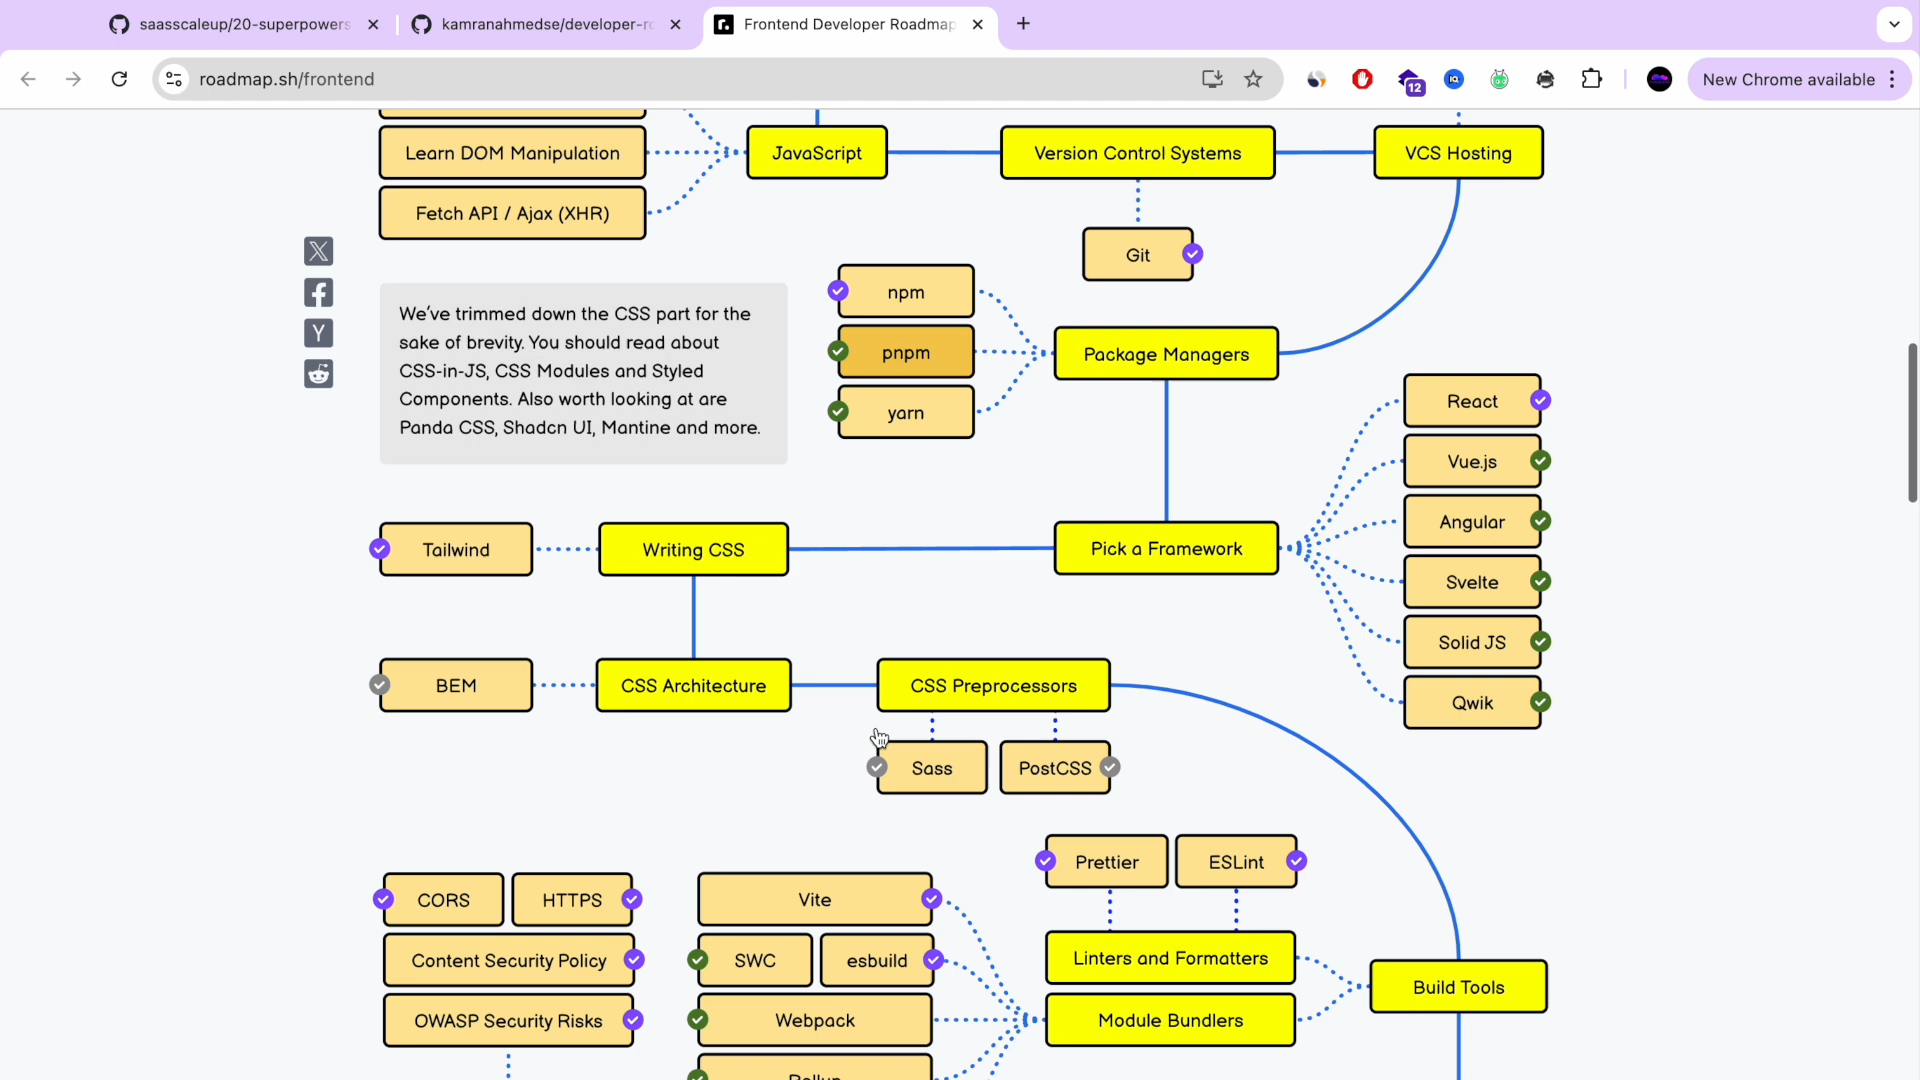 saasscaleup/20-superpowers
kamranahmedse/developer-ro
Frontend Developer Roadmap
roadmap.sh/frontend
12
New Chrome available
Learn DOM Manipulation
JavaScript
Version Control Systems
VCS Hosting
Fetch API / Ajax (XHR)
Git
npm
We've trimmed down the CSS part for the
sake of brevity. You should read about
CSS-in-JS, CSS Modules and Styled
Components. Also worth looking at are
Panda CSS, Shadcn UI, Mantine and more.
pnpm
Package Managers
yarn
React
Vue.js
Angular
Svelte
Solid JS
Qwik
Tailwind
Writing CSS
Pick a Framework
BEM
CSS Architecture
CSS Preprocessors
Sass
PostCSS
Prettier
ESLint
CORS
HTTPS
Vite
Content Security Policy
SWC
esbuild
Linters and Formatters
Build Tools
OWASP Security Risks
Webpack
Module Bundlers
Rollup